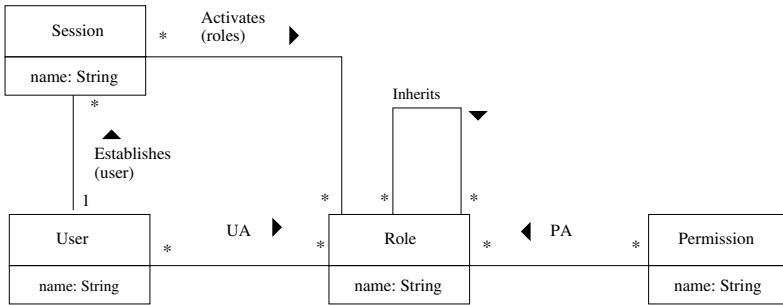 Session
name: String
*
Activates
(roles)
*
Establishes
(user)
1
Inherits
*
*
*
User
name: String
*
UA
*
Role
name: String
*
PA
*
Permission
name: String